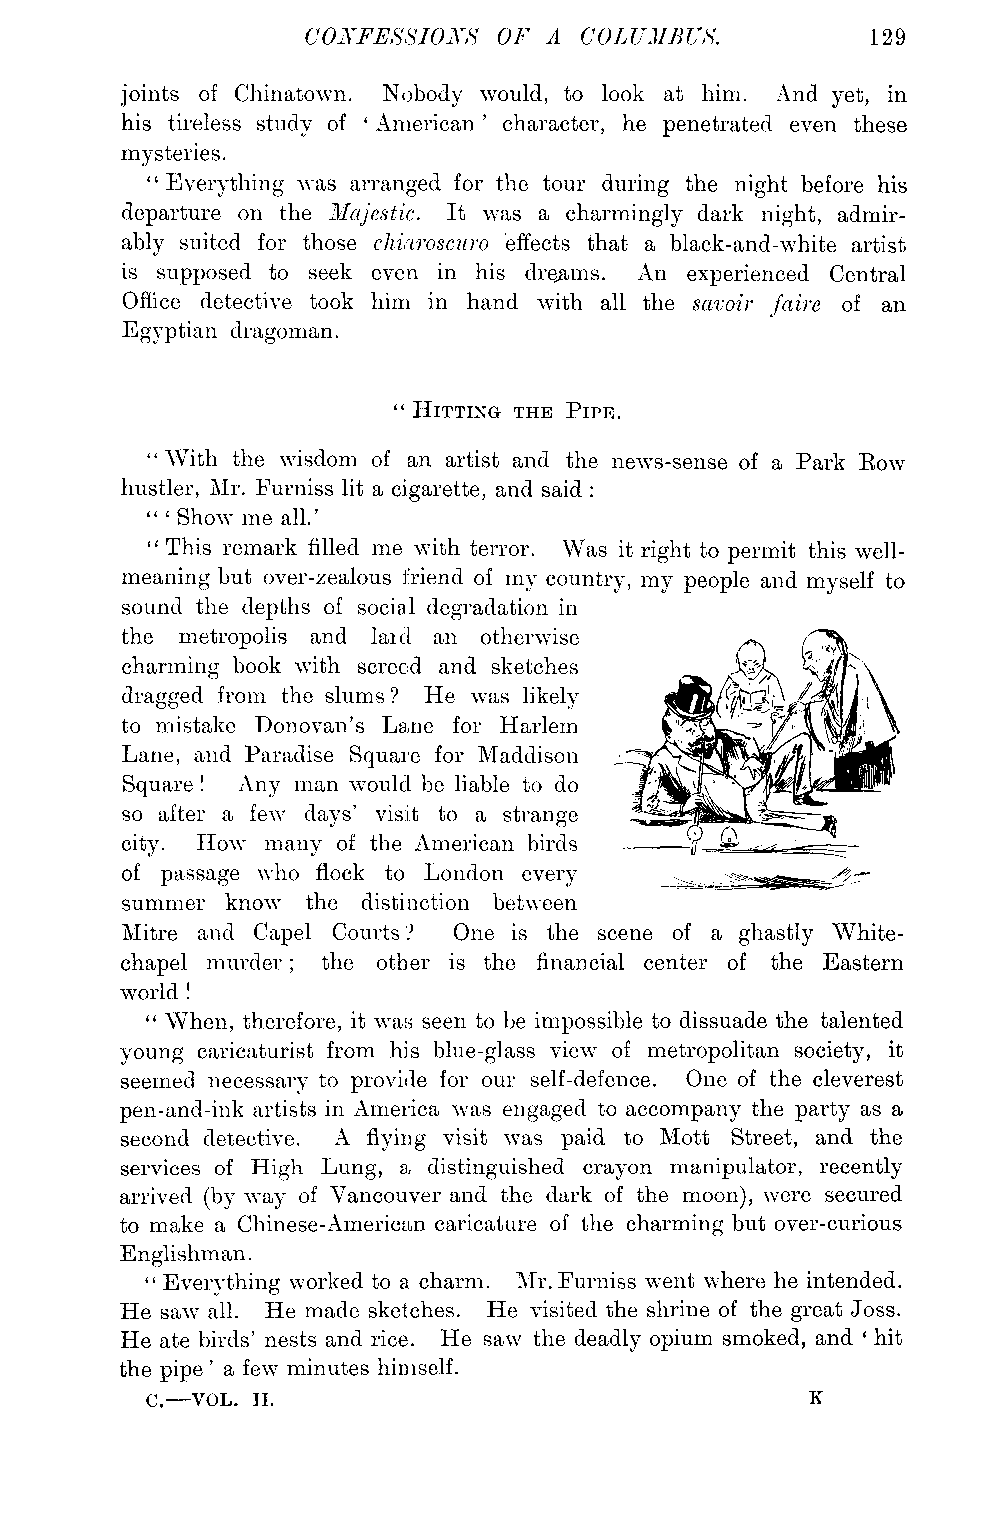 CONFESSIONS OF A COLUMBUS. 129
joints of Chinatown. Nobody would, to look at him. And yet, in
his tireless study of ‘ American ’ character, he penetrated even these
mysteries.
“ Everything was arranged for the tour during the night before his
departure on the Majestic. It was a charmingly dark night, admir-
ably suited for those chiaroscuro effects that a black-and-white artist
is supposed to seek even in his dreams. An experienced Central
Office detective took him in hand with all the savoir faire of an
Egyptian dragoman.
“ HITTING THE PIPE.
“ With the wisdom of an artist and the news-sense of a Park Row
hustler, Mr. Furniss lit a cigarette, and said :
“ ‘ Show me all.’
“ This remark filled me with terror. Was it right to permit this well-
meaning but over-zealous friend of my country, my people and myself to
sound the depths of social degradation in
the metropolis and laid an otherwise
charming book with screed and sketches
dragged from the slums? He was likely
to mistake Donovan's Lane for Harlem
Lane, and Paradise Square for Maddison
Square! Any man would be liable to do
so after a few days' visit to a strange
city. How many of the American birds
of passage who flock to London every
summer know the distinction between
Mitre and Capel Courts? One is the scene of a ghastly White-
chapel murder; the other is the financial center of the Eastern
world!
“ When, therefore, it was seen to be impossible to dissuade the talented
young caricaturist from his blue-glass view of metropolitan society, it
seemed necessary to provide for our self-defence. One of the cleverest
pen-and-ink artists in America was engaged to accompany the party as a
second detective. A flying visit was paid to Mott Street, and the
services of High Lung, a distinguished crayon manipulator, recently
arrived (by way of Vancouver and the dark of the moon), were secured
to make a Chinese-American caricature of the charming but over-curious
Englishman.
“ Everything worked to a charm. Mr. Furniss went where he intended.
He saw all. He made sketches. He visited the shrine of the great Joss.
He ate birds' nests and rice. He saw the deadly opium smoked, and ‘ hit
the pipe ’ a few minutes himself.
C.—VOL. II. K